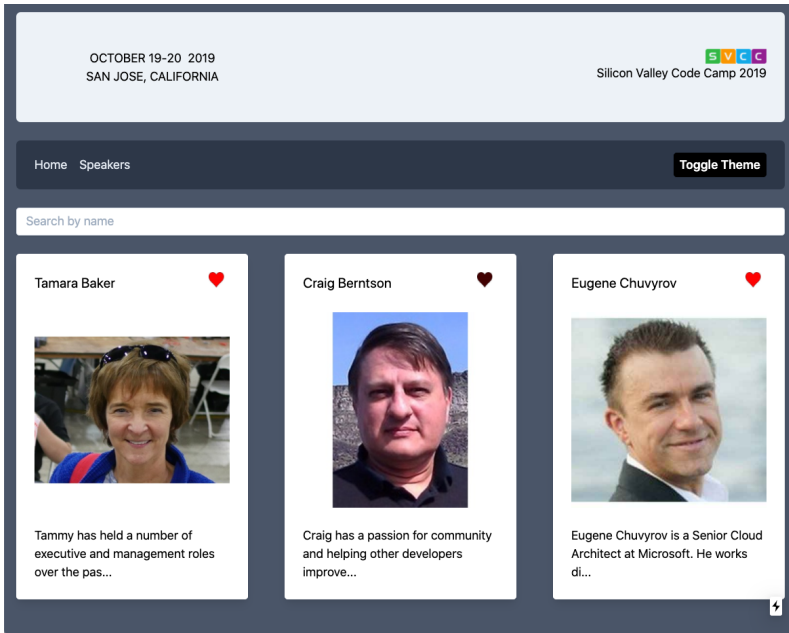 OCTOBER 19-20 2019
SAN JOSE, CALIFORNIA
SVCC
Silicon Valley Code Camp 2019
Home Speakers
Toggle Theme
Search by name
Tamara Baker
Craig Berntson
Eugene Chuvyrov
Tammy has held a number of
executive and management roles
over the pas...
Craig has a passion for community
and helping other developers
improve...
Eugene Chuvyrov is a Senior Cloud
Architect at Microsoft. He works
di...